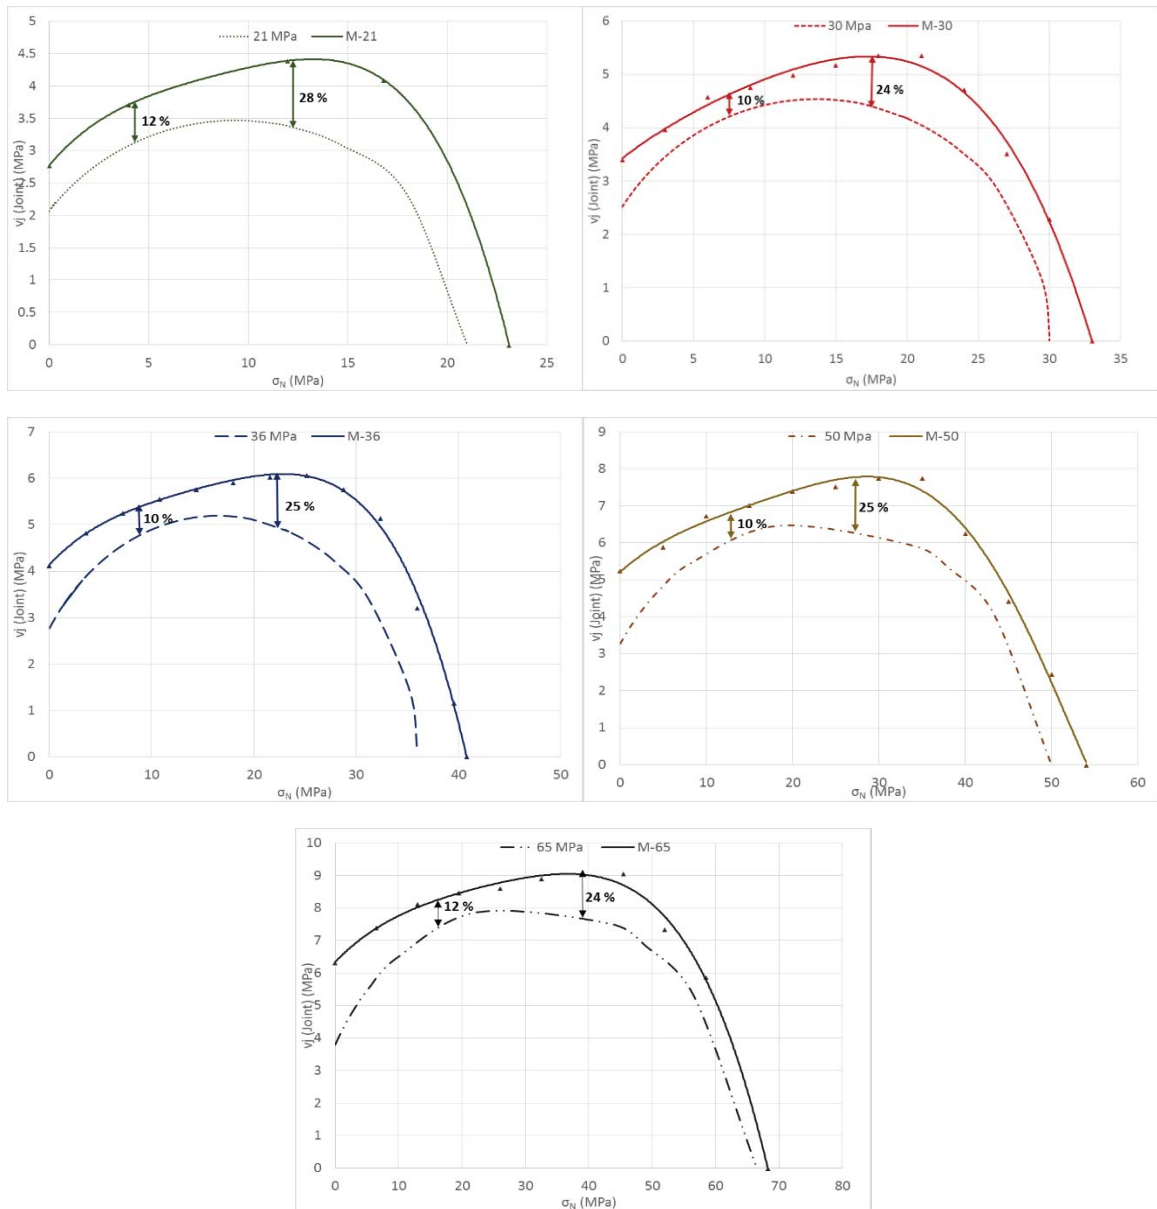 21 MPa M-21
5
4.5
4
3.5
3
2.5
2
1.5
1
0.5
0
vj (Joint) (MPa)
12 %
28 %
0 5 10 15 20 25
σN (MPa)
30 Mpa M-30
6
5
4
3
2
1
0
vj (Joint) (MPa)
10 %
24 %
0 5 10 15 20 25 30 35
σN (MPa)
36 MPa M-36
7
6
5
4
3
2
1
0
vj (Joint) (MPa)
10 %
25 %
0 10 20 30 40 50
σN (MPa)
50 Mpa M-50
9
8
7
6
5
4
3
2
1
0
vj (Joint) (MPa)
10 %
25 %
0 10 20 30 40 50 60
σN (MPa)
65 MPa M-65
10
9
8
7
6
5
4
3
2
1
0
vj (Joint) (MPa)
12 %
24 %
0 10 20 30 40 50 60 70 80
σN (MPa)